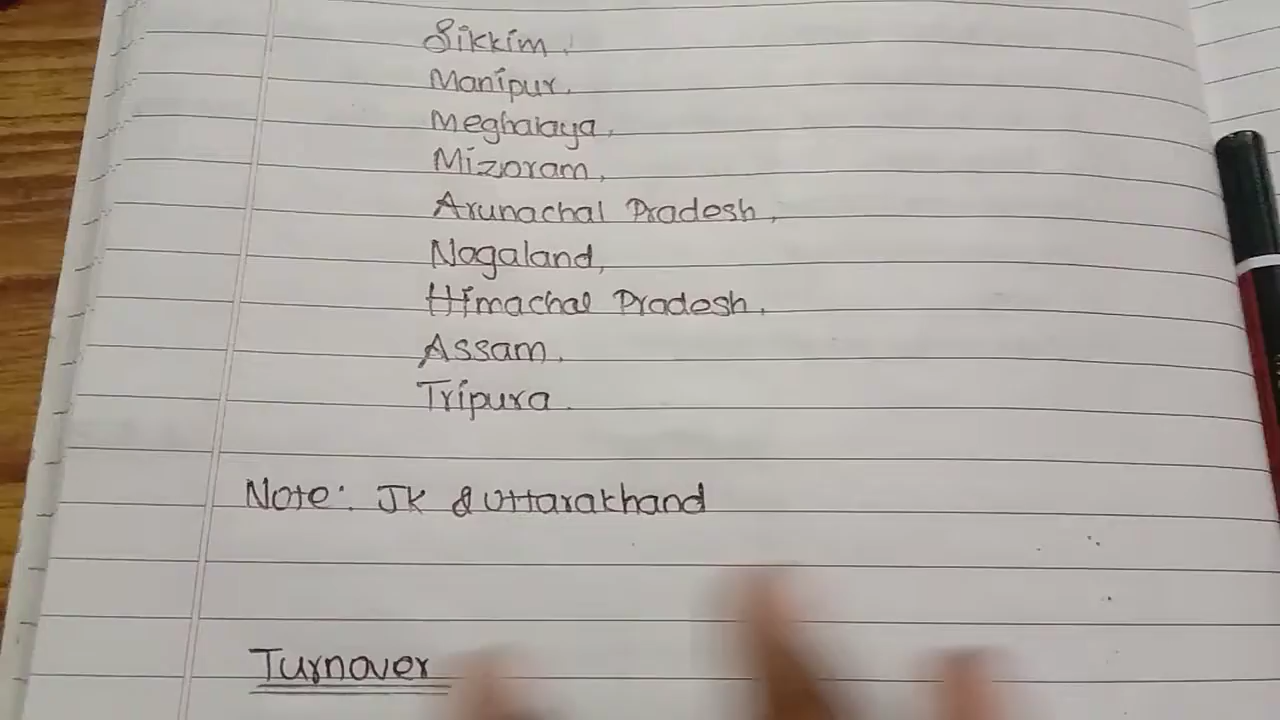 Sikkim,
Manipur,
Meghalaya,
Mizoram,
Arunachal Pradesh,
Nagaland,
Himachal Pradesh,
Assam,
Tripura
Note: JK & Uttarakhand
Turnover